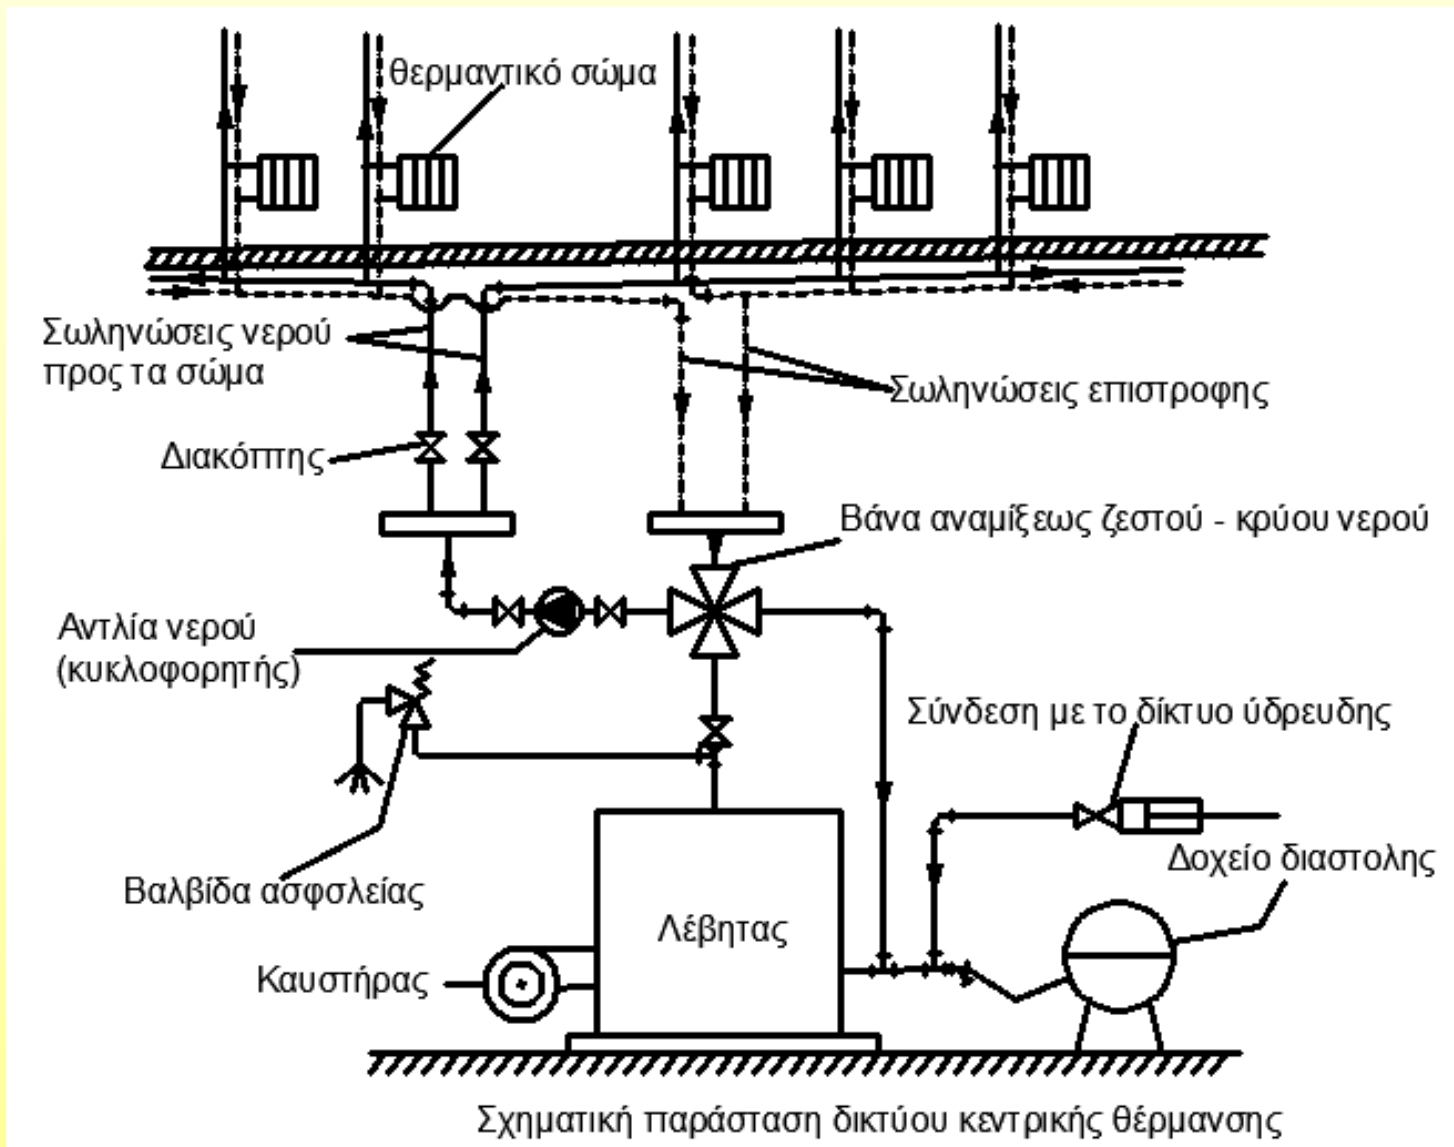 θερμαντικό σώμα
Σωληνώσεις νερού
προς τα σώμα
Σωληνώσεις επιστροφης
Διακόπτης
Βάνα αναμίξεως ζεστού - κρύου νερού
Αντλία νερού
(κυκλοφορητής)
Σύνδεση με το δίκτυο ύδρευδης
Δοχείο διαστολης
Βαλβίδα ασφσλείας
Λέβητας
Καυστήρας
Σχηματική παράσταση δικτύου κεντρικής θέρμανσης